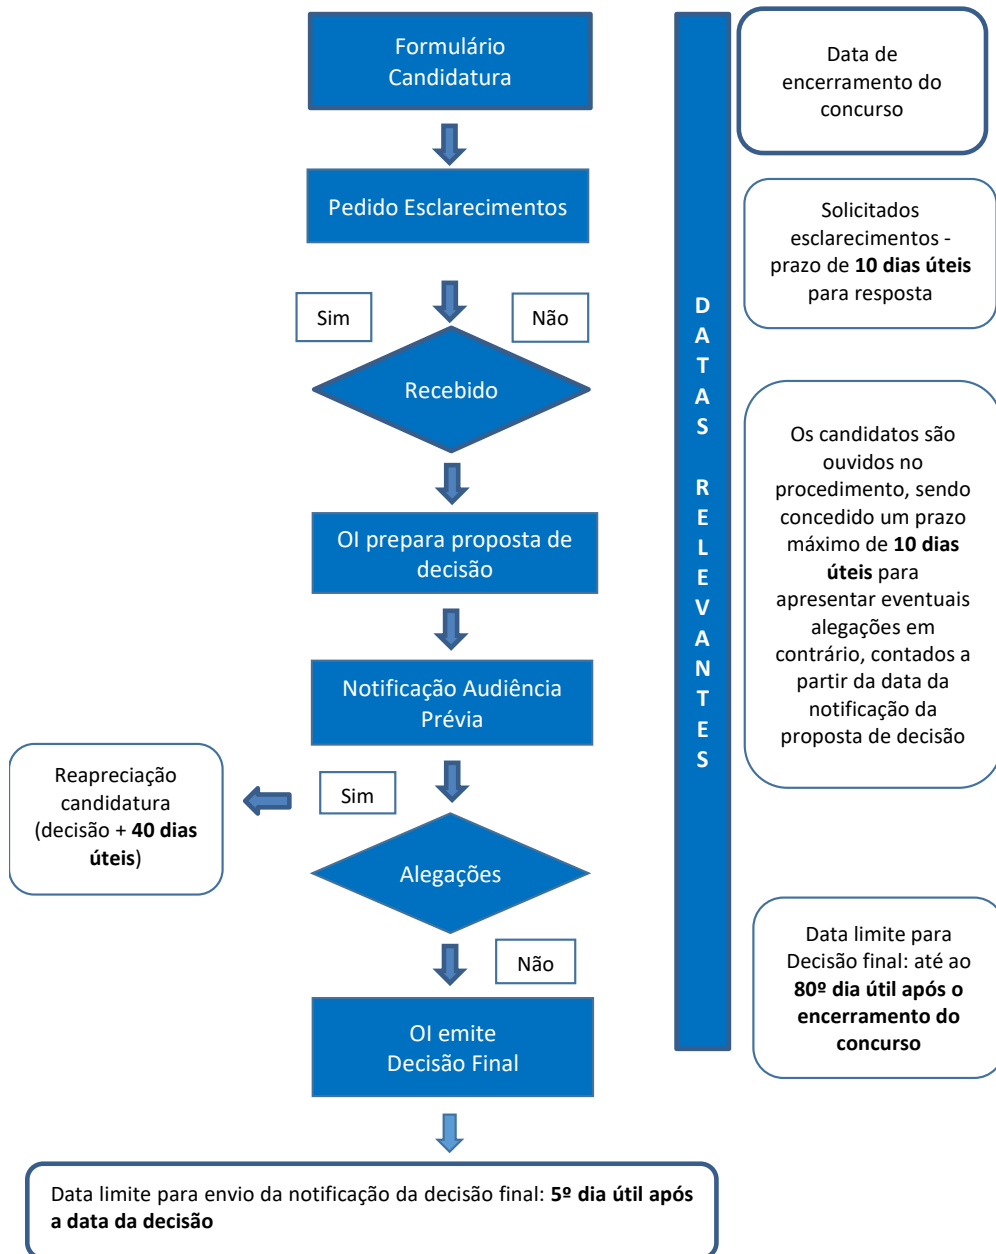 Formulário
Candidatura
Data de
encerramento do
concurso
Pedido Esclarecimentos
Solicitados
esclarecimentos -
prazo de 10 dias úteis
para resposta
Sim
Não
Recebido
DATAS RELEVANTES
OI prepara proposta de
decisão
Os candidatos são
ouvidos no
procedimento, sendo
concedido um prazo
máximo de 10 dias
úteis para
apresentar eventuais
alegações em
contrário, contados a
partir da data da
notificação da
proposta de decisão
Notificação Audiência
Prévia
Reapreciação
candidatura
(decisão + 40 dias
úteis)
Sim
Alegações
Não
Data limite para
Decisão final: até ao
80º dia útil após o
encerramento do
concurso
OI emite
Decisão Final
Data limite para envio da notificação da decisão final: 5º dia útil após
a data da decisão